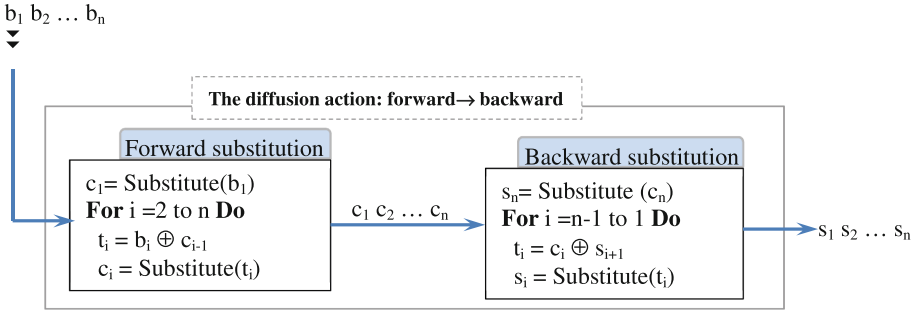 b₁ b₂ … bₙ
The diffusion action: forward→ backward
Forward substitution
c₁= Substitute(b₁)
For i =2 to n Do
tᵢ = bᵢ ⊕ cᵢ₋₁
cᵢ = Substitute(tᵢ)
c₁ c₂ … cₙ
Backward substitution
sₙ= Substitute (cₙ)
For i =n-1 to 1 Do
tᵢ = cᵢ ⊕ sᵢ₊₁
sᵢ = Substitute(tᵢ)
s₁ s₂ … sₙ